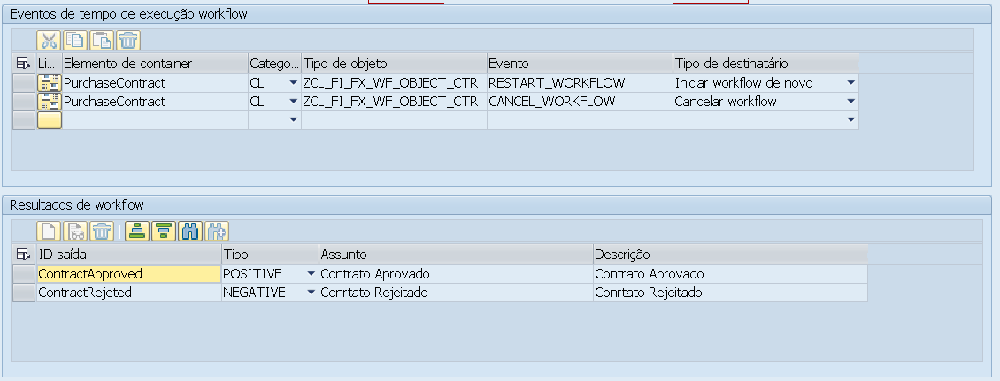 Eventos de tempo de execução workflow
Li... Elemento de container Catego... Tipo de objeto Evento Tipo de destinatário
PurchaseContract CL ZCL_FI_FX_WF_OBJECT_CTR RESTART_WORKFLOW Iniciar workflow de novo
PurchaseContract CL ZCL_FI_FX_WF_OBJECT_CTR CANCEL_WORKFLOW Cancelar workflow
Resultados de workflow
ID saída Tipo Assunto Descrição
ContractApproved POSITIVE Contrato Aprovado Contrato Aprovado
ContractRejeted NEGATIVE Conrtato Rejeitado Conrtato Rejeitado